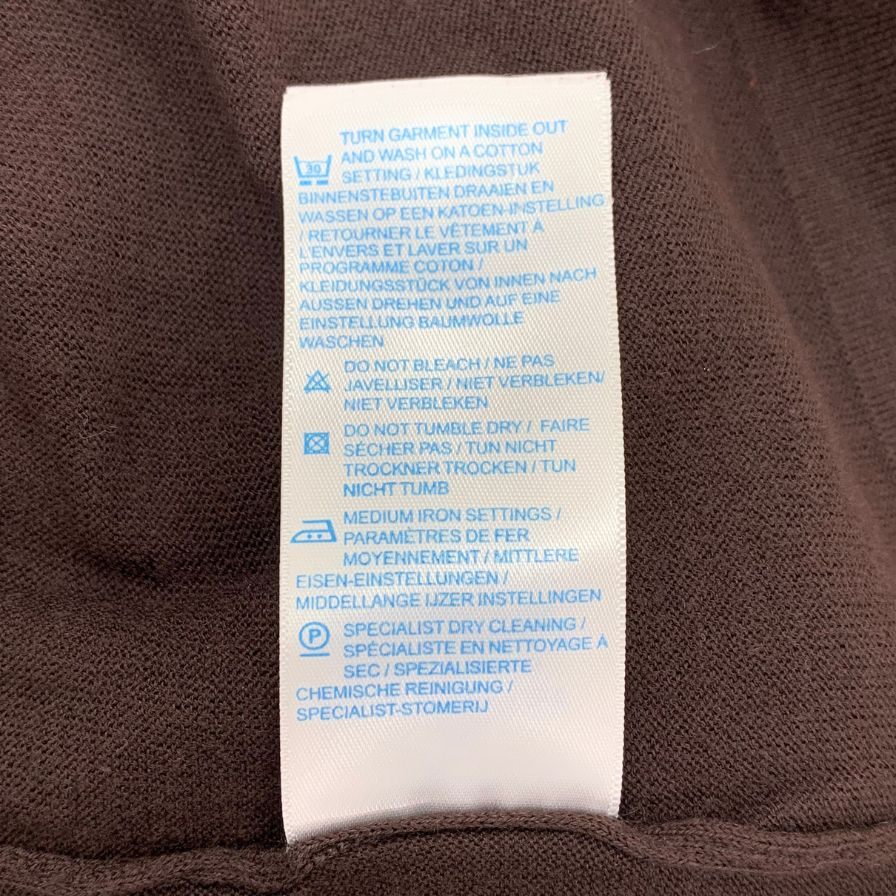 TURN GARMENT INSIDE OUT
30 AND WASH ON A COTTON
SETTING / KLEDINGSTUK
BINNENSTEBUITEN DRAAIEN EN
WASSEN OP EEN KATOEN-INSTELLING
/ RETOURNER LE VÊTEMENT À
L'ENVERS ET LAVER SUR UN
PROGRAMME COTON /
KLEIDUNGSSTÜCK VON INNEN NACH
AUSSEN DREHEN UND AUF EINE
EINSTELLUNG BAUMWOLLE
WASCHEN
DO NOT BLEACH / NE PAS
JAVELLISER / NIET VERBLEKEN/
NIET VERBLEKEN
DO NOT TUMBLE DRY / FAIRE
SÉCHER PAS / TUN NICHT
TROCKNER TROCKEN / TUN
NICHT TUMB
MEDIUM IRON SETTINGS /
PARAMÈTRES DE FER
MOYENNEMENT / MITTLERE
EISEN-EINSTELLUNGEN /
MIDDELLANGE IJZER INSTELLINGEN
P SPECIALIST DRY CLEANING /
SPÉCIALISTE EN NETTOYAGE À
SEC / SPEZIALISIERTE
CHEMISCHE REINIGUNG /
SPECIALIST-STOMERIJ